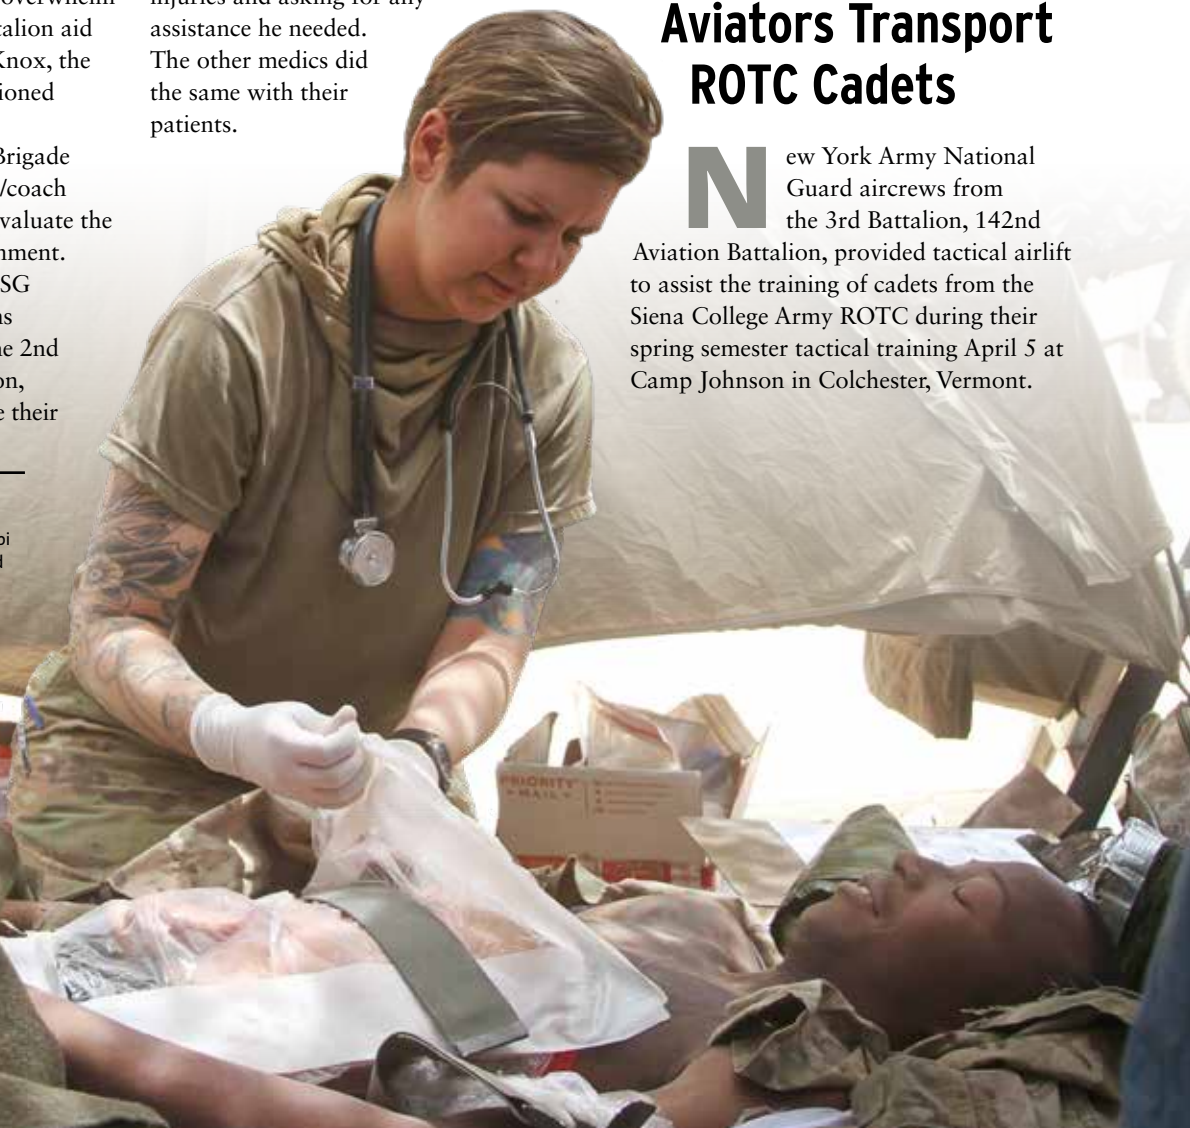 talion aid
Knox, the
ioned
Brigade
/coach
valuate the
nment.
SG
ns
e 2nd
on,
e their
injuries and asking for any
assistance he needed.
The other medics did
the same with their
patients.
Aviators Transport
ROTC Cadets
New York Army National
Guard aircrews from
the 3rd Battalion, 142nd
Aviation Battalion, provided tactical airlift
to assist the training of cadets from the
Siena College Army ROTC during their
spring semester tactical training April 5 at
Camp Johnson in Colchester, Vermont.
PRIORITY
MAIL